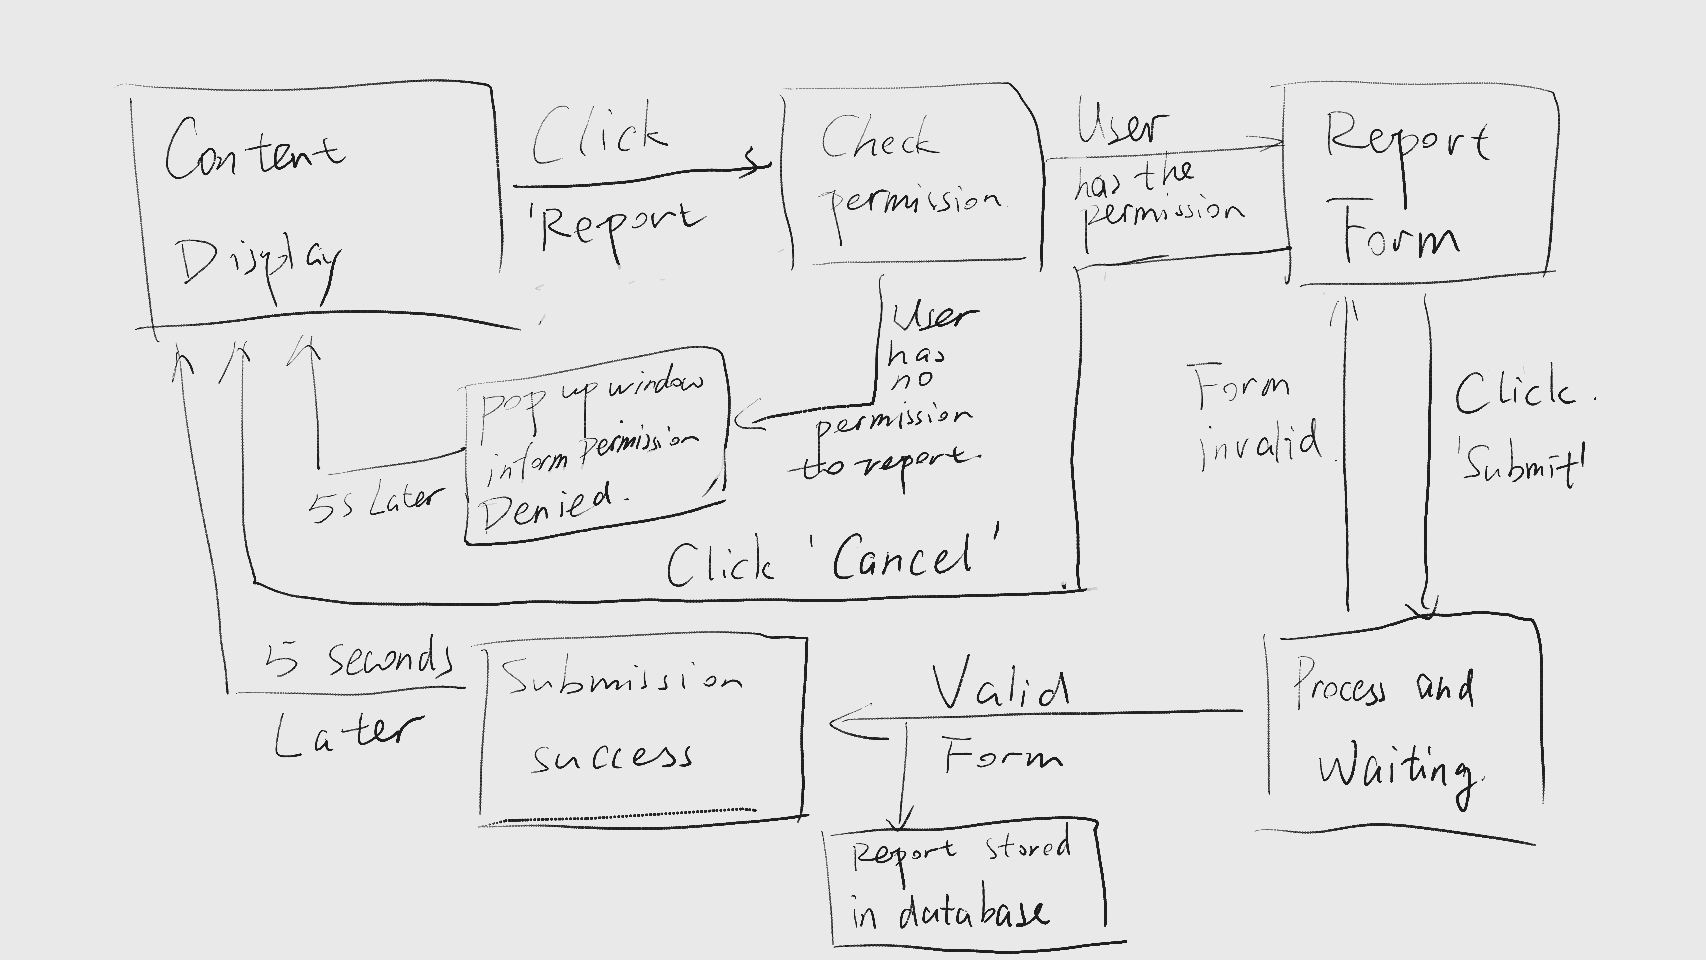 Content
Display
Click
'Report
Check
permission
User
has the
permission
Report
Form
User
has
no
permission
to report.
pop up window
inform permission
Denied.
5s Later
Click 'Cancel'
Form
invalid.
Click.
'Submit'
Process and
Waiting.
Valid
Form
Submission
success
5 seconds
Later
Report stored
in database